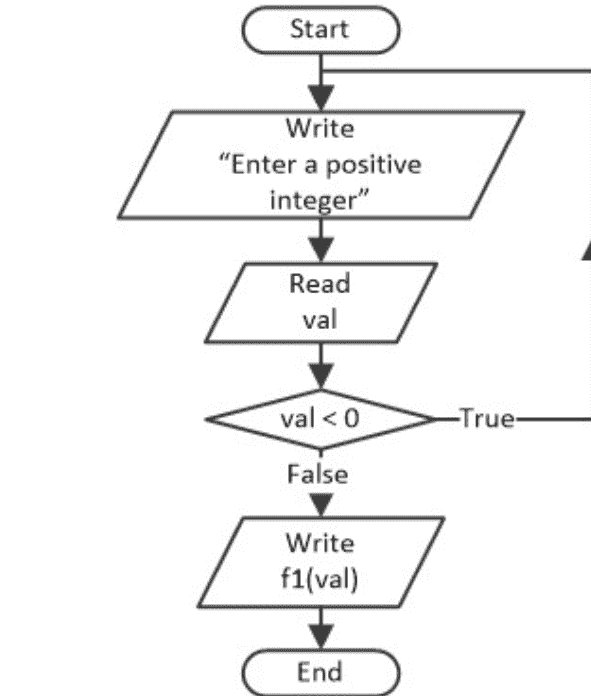 Start
Write
“Enter a positive
integer”
Read
val
val < 0
True
False
Write
f1(val)
End